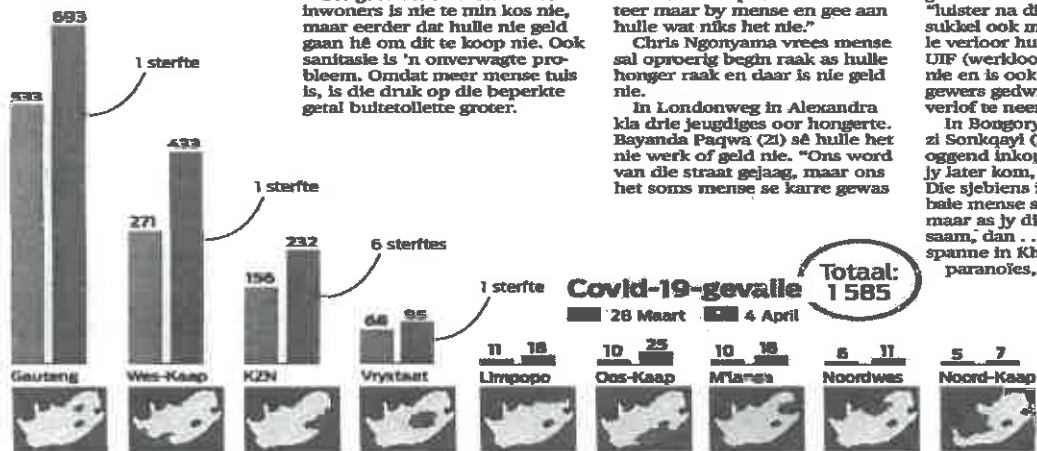 inwoners is nie te min kos nie,
maar eerder dat hulle nie geld
gaan hê om dit te koop nie. Ook
sanitasie is 'n onverwagte pro-
bleem. Omdat meer mense tuis
is, is die druk op die beperkte
getal buitetoilette groter.
teer maar by mense en gee aan
hulle wat niks het nie.”
Chris Ngonyama vrees mense
sal oproerig begin raak as hulle
honger raak en daar is nie geld
nie.
In Londonweg in Alexandra
kla drie jeugdiges oor hongerte.
Bayanda Paqwa (21) sê hulle het
nie werk of geld nie. “Ons word
van die straat gejaag, maar ons
het soms mense se karre gewas
“luister na di
sukkel ook m
le verloor hu
UIF (werkloo
nie en is ook
gewers gedw
verlof te neer
In Bongory
zi Sonkqayi (
oggend inkop
jy later kom,
Die sjebiens i
baie mense s
maar as jy di
saam, dan . .
spanne in Kh
paranoïes,
Covid-19-gevalle
28 Maart 4 April
Totaal:
1 585
533 693
1 sterfte
Gauteng
271 433
1 sterfte
Wes-Kaap
156 232
6 sterftes
KZN
68 95
1 sterfte
Vrystaat
11 18
Limpopo
10 25
Oos-Kaap
10 18
M'langa
6 11
Noordwes
5 7
Noord-Kaap